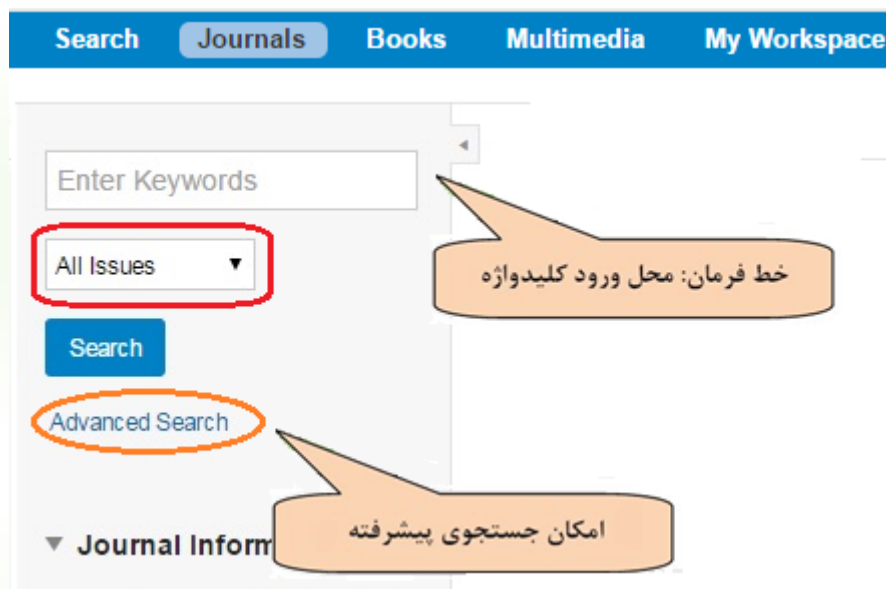 Search Journals Books Multimedia My Workspace
Enter Keywords
All Issues
خط فرمان: محل ورود کلیدواژه
Search
Advanced Search
امکان جستجوی پیشرفته
Journal Inform